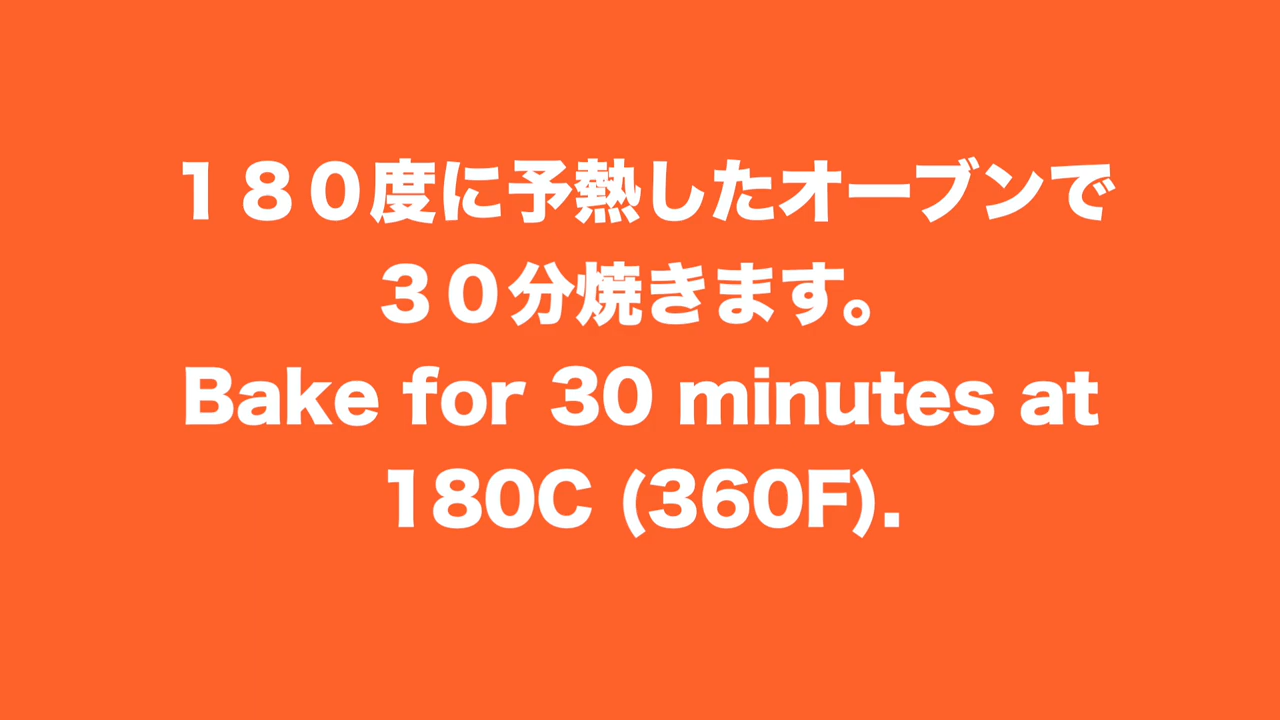 １８０度に予熱したオーブンで
３０分焼きます。
Bake for 30 minutes at
180C (360F).